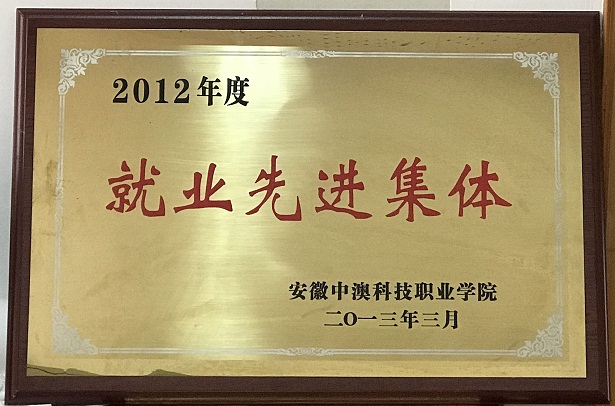 2012年度
就业先进集体
安徽中澳科技职业学院
二〇一三年三月